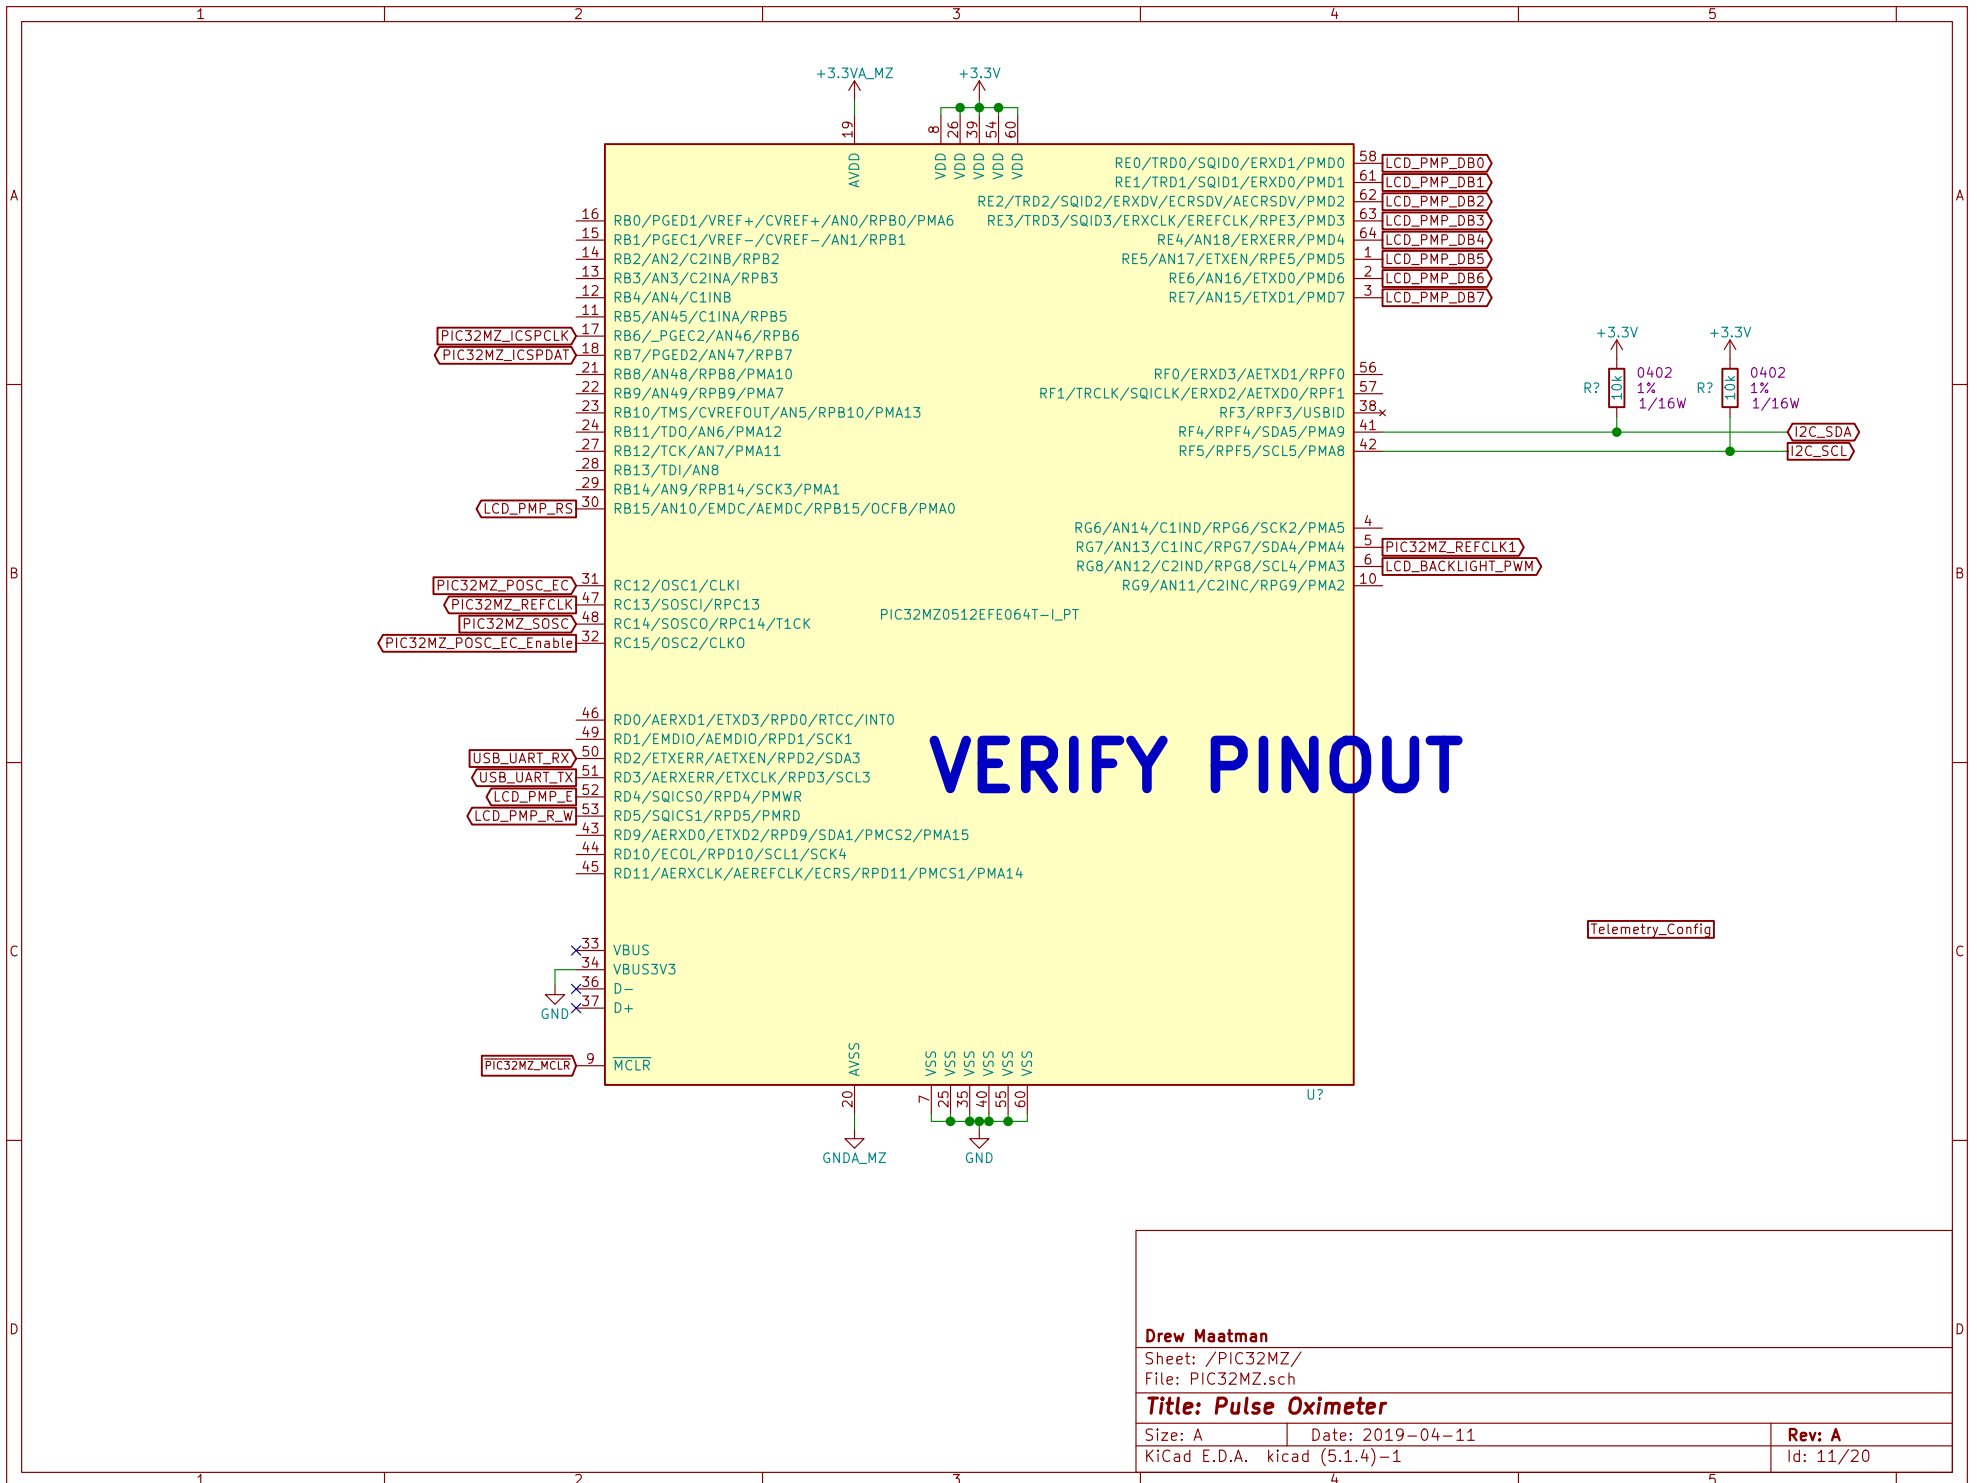 1 2 3 4 5
+3.3VA_MZ +3.3V
19 8 26 39 54 60
AVDD VDD VDD VDD VDD VDD
RE0/TRD0/SQID0/ERXD1/PMD0 58 LCD_PMP_DB0
RE1/TRD1/SQID1/ERXD0/PMD1 61 LCD_PMP_DB1
A A
RE2/TRD2/SQID2/ERXDV/ECRSDV/AECRSDV/PMD2 62 LCD_PMP_DB2
16 RB0/PGED1/VREF+/CVREF+/AN0/RPB0/PMA6 RE3/TRD3/SQID3/ERXCLK/EREFCLK/RPE3/PMD3 63 LCD_PMP_DB3
15 RB1/PGEC1/VREF-/CVREF-/AN1/RPB1 RE4/AN18/ERXERR/PMD4 64 LCD_PMP_DB4
14 RB2/AN2/C2INB/RPB2 RE5/AN17/ETXEN/RPE5/PMD5 1 LCD_PMP_DB5
13 RB3/AN3/C2INA/RPB3 RE6/AN16/ETXD0/PMD6 2 LCD_PMP_DB6
12 RB4/AN4/C1INB RE7/AN15/ETXD1/PMD7 3 LCD_PMP_DB7
11 RB5/AN45/C1INA/RPB5
PIC32MZ_ICSPCLK 17 RB6/_PGEC2/AN46/RPB6 +3.3V +3.3V
PIC32MZ_ICSPDAT 18 RB7/PGED2/AN47/RPB7
21 RB8/AN48/RPB8/PMA10 RF0/ERXD3/AETXD1/RPF0 56 0402 0402
22 RB9/AN49/RPB9/PMA7 RF1/TRCLK/SQICLK/ERXD2/AETXD0/RPF1 57 R? 10k 1% R? 10k 1%
1/16W 1/16W
23 RB10/TMS/CVREFOUT/AN5/RPB10/PMA13 RF3/RPF3/USBID 38
24 RB11/TDO/AN6/PMA12 RF4/RPF4/SDA5/PMA9 41 I2C_SDA
27 RB12/TCK/AN7/PMA11 RF5/RPF5/SCL5/PMA8 42 I2C_SCL
28 RB13/TDI/AN8
29 RB14/AN9/RPB14/SCK3/PMA1
LCD_PMP_RS 30 RB15/AN10/EMDC/AEMDC/RPB15/OCFB/PMA0
RG6/AN14/C1IND/RPG6/SCK2/PMA5 4
RG7/AN13/C1INC/RPG7/SDA4/PMA4 5 PIC32MZ_REFCLK1
RG8/AN12/C2IND/RPG8/SCL4/PMA3 6 LCD_BACKLIGHT_PWM
B B
PIC32MZ_POSC_EC 31 RC12/OSC1/CLKI RG9/AN11/C2INC/RPG9/PMA2 10
PIC32MZ_REFCLK 47 RC13/SOSCI/RPC13
PIC32MZ0512EFE064T-I_PT
PIC32MZ_SOSC 48 RC14/SOSCO/RPC14/T1CK
PIC32MZ_POSC_EC_Enable 32 RC15/OSC2/CLKO
46 RD0/AERXD1/ETXD3/RPD0/RTCC/INT0
49 RD1/EMDIO/AEMDIO/RPD1/SCK1
USB_UART_RX 50 RD2/ETXERR/AETXEN/RPD2/SDA3
VERIFY PINOUT
USB_UART_TX 51 RD3/AERXERR/ETXCLK/RPD3/SCL3
LCD_PMP_E 52 RD4/SQICS0/RPD4/PMWR
LCD_PMP_R_W 53 RD5/SQICS1/RPD5/PMRD
43 RD9/AERXD0/ETXD2/RPD9/SDA1/PMCS2/PMA15
44 RD10/ECOL/RPD10/SCL1/SCK4
45 RD11/AERXCLK/AEREFCLK/ECRS/RPD11/PMCS1/PMA14
Telemetry_Config
C C
33 VBUS
34 VBUS3V3
36 D-
37 D+
GND
PIC32MZ_MCLR 9 MCLR
AVSS VSS VSS VSS VSS VSS VSS
U?
20 7 25 35 40 55 60
GNDA_MZ GND
D D
Drew Maatman
Sheet: /PIC32MZ/
File: PIC32MZ.sch
Title: Pulse Oximeter
Size: A Date: 2019-04-11 Rev: A
KiCad E.D.A. kicad (5.1.4)-1 Id: 11/20
1 2 3 4 5